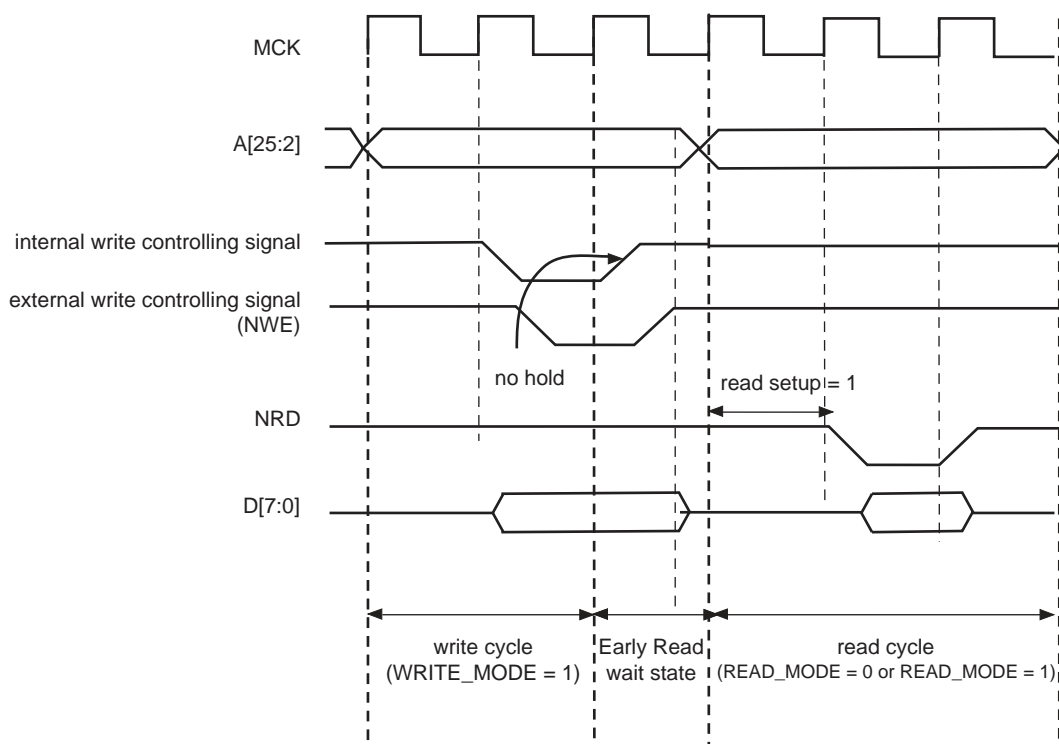 MCK
A[25:2]
internal write controlling signal
external write controlling signal
(NWE)
no hold
read setup = 1
NRD
D[7:0]
write cycle
(WRITE_MODE = 1)
Early Read
wait state
read cycle
(READ_MODE = 0 or READ_MODE = 1)